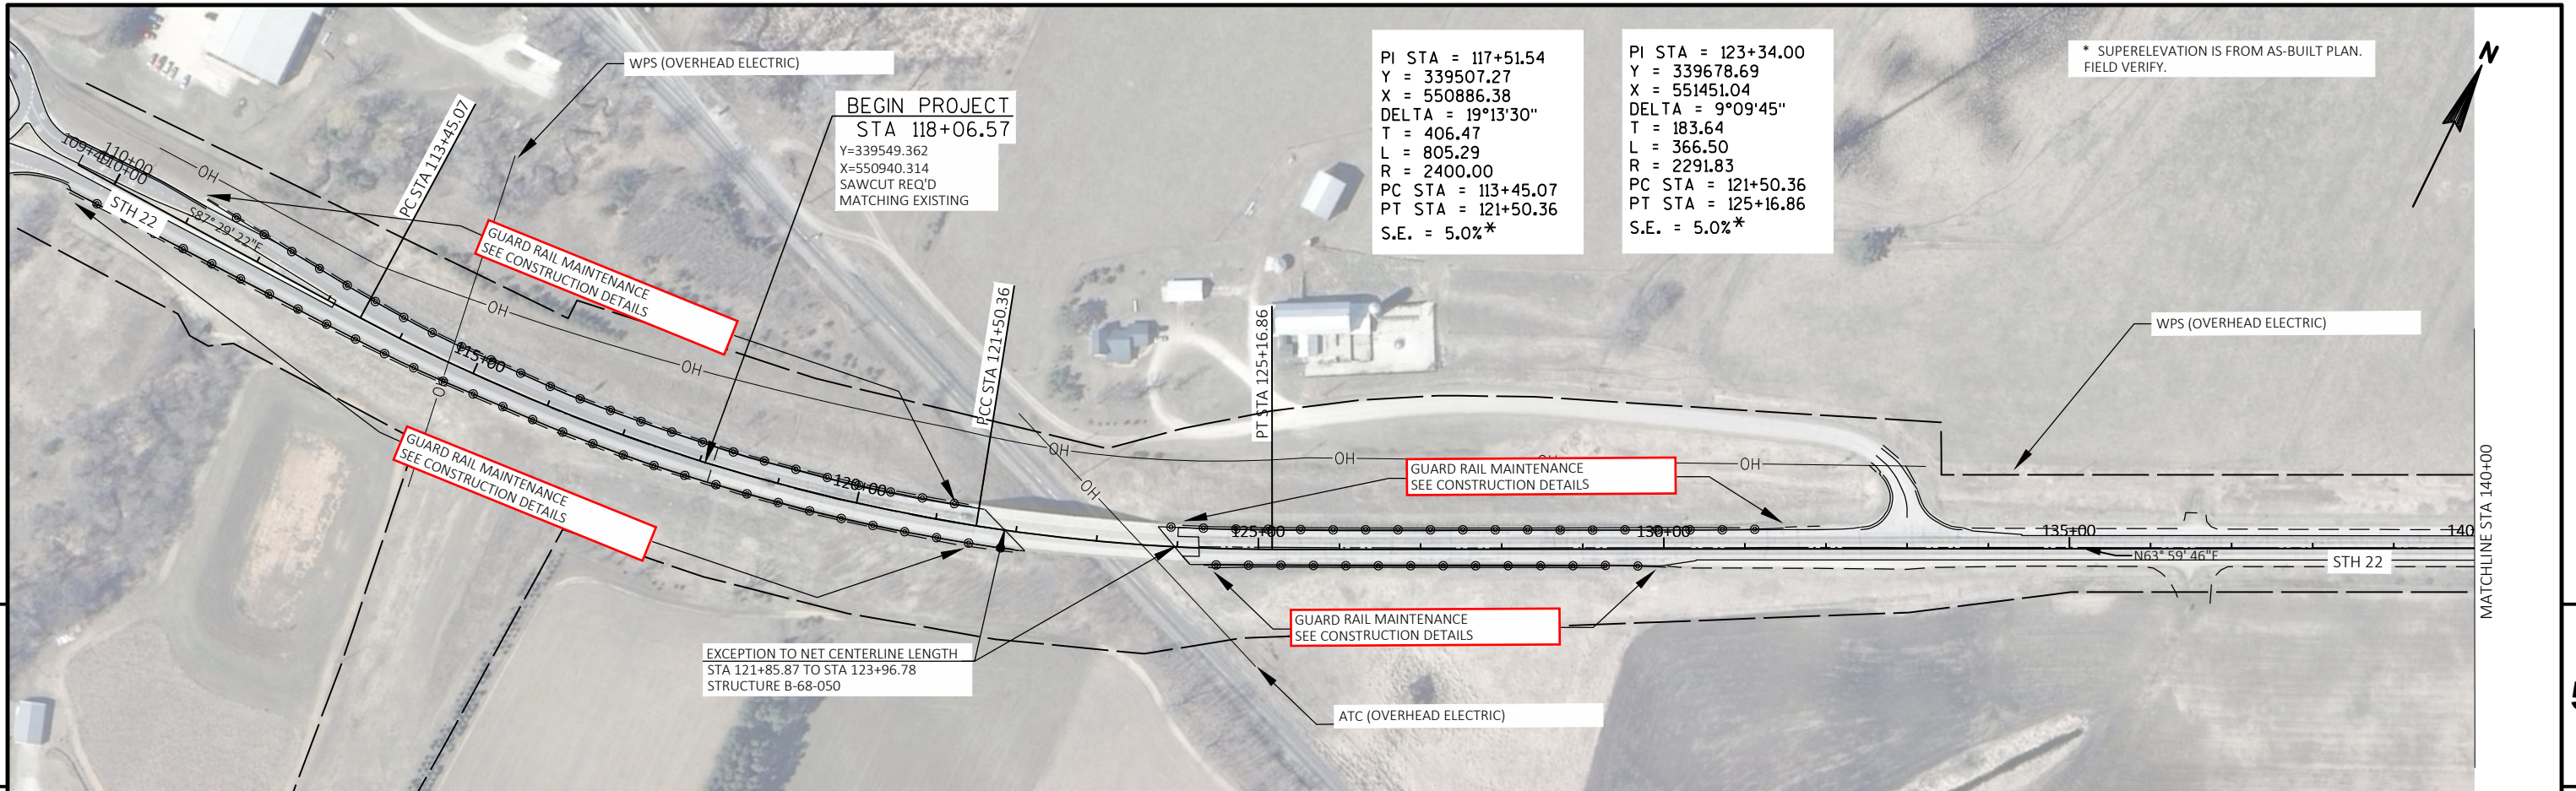 WPS (OVERHEAD ELECTRIC)
BEGIN PROJECT
STA 118+06.57
Y=339549.362
X=550940.314
SAWCUT REQ'D
MATCHING EXISTING
PI STA = 117+51.54
Y = 339507.27
X = 550886.38
DELTA = 19°13'30"
T = 406.47
L = 805.29
R = 2400.00
PC STA = 113+45.07
PT STA = 121+50.36
S.E. = 5.0%*
PI STA = 123+34.00
Y = 339678.69
X = 551451.04
DELTA = 9°09'45"
T = 183.64
L = 366.50
R = 2291.83
PC STA = 121+50.36
PT STA = 125+16.86
S.E. = 5.0%*
* SUPERELEVATION IS FROM AS-BUILT PLAN.
FIELD VERIFY.
N
110+00
110+00
OH
STH 22
S87° 29' 22"E
PC STA 113+45.07
GUARD RAIL MAINTENANCE
SEE CONSTRUCTION DETAILS
OH
115+00
OH
GUARD RAIL MAINTENANCE
SEE CONSTRUCTION DETAILS
120+00
PCC STA 121+50.36
OH
OH
PT STA 125+16.86
OH
GUARD RAIL MAINTENANCE
SEE CONSTRUCTION DETAILS
OH
WPS (OVERHEAD ELECTRIC)
125+00
130+00
135+00
140
N63° 59' 46"E
STH 22
MATCHLINE STA 140+00
GUARD RAIL MAINTENANCE
SEE CONSTRUCTION DETAILS
EXCEPTION TO NET CENTERLINE LENGTH
STA 121+85.87 TO STA 123+96.78
STRUCTURE B-68-050
ATC (OVERHEAD ELECTRIC)